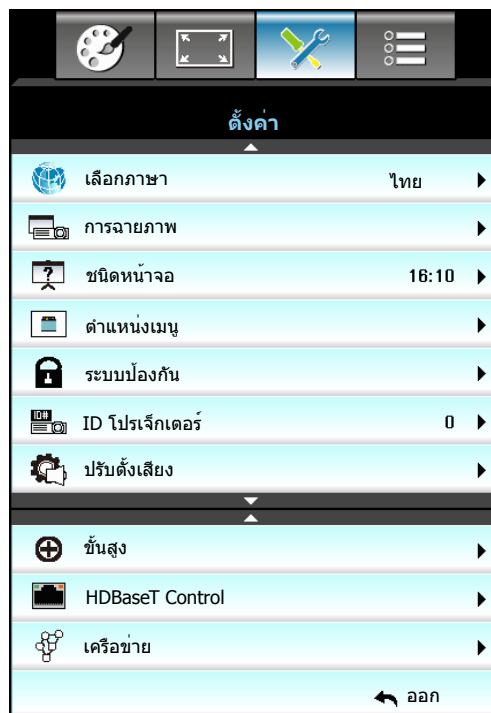 ตั้งค่า
เลือกภาษา ไทย
การฉายภาพ
? ชนิดหน้าจอ 16:10
ตำแหน่งเมนู
ระบบป้องกัน
ID# ID โปรเจ็กเตอร์ 0
ปรับตั้งเสียง
ขั้นสูง
HDBaseT Control
เครือข่าย
ออก